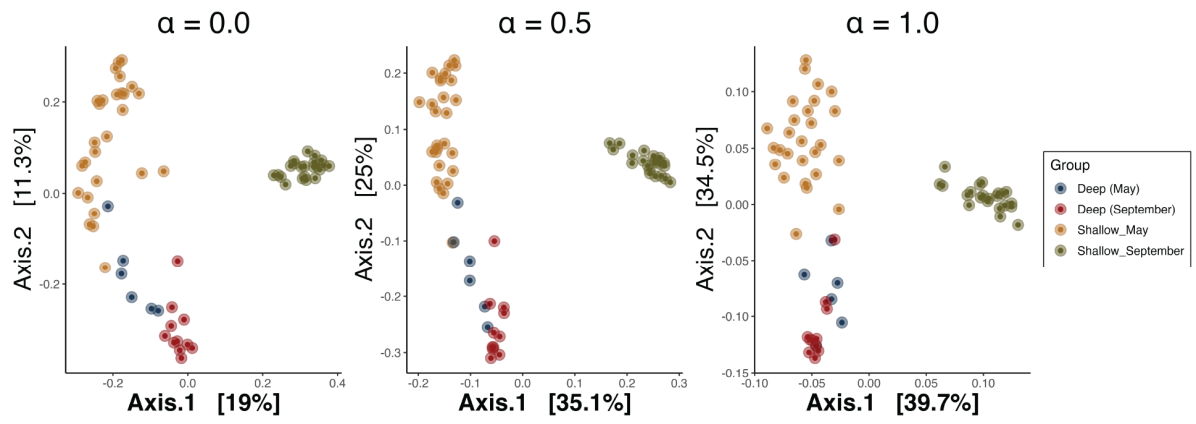 α = 0.0
α = 0.5
α = 1.0
Axis.2 [11.3%]
0.2
0.0
-0.2
-0.2
0.0
0.2
0.4
Axis.1 [19%]
Axis.2 [25%]
0.2
0.1
0.0
-0.1
-0.2
-0.3
-0.2
-0.1
0.0
0.1
0.2
0.3
Axis.1 [35.1%]
Axis.2 [34.5%]
0.10
0.05
0.00
-0.05
-0.10
-0.15
-0.10
-0.05
0.00
0.05
0.10
Axis.1 [39.7%]
Group
Deep (May)
Deep (September)
Shallow_May
Shallow_September